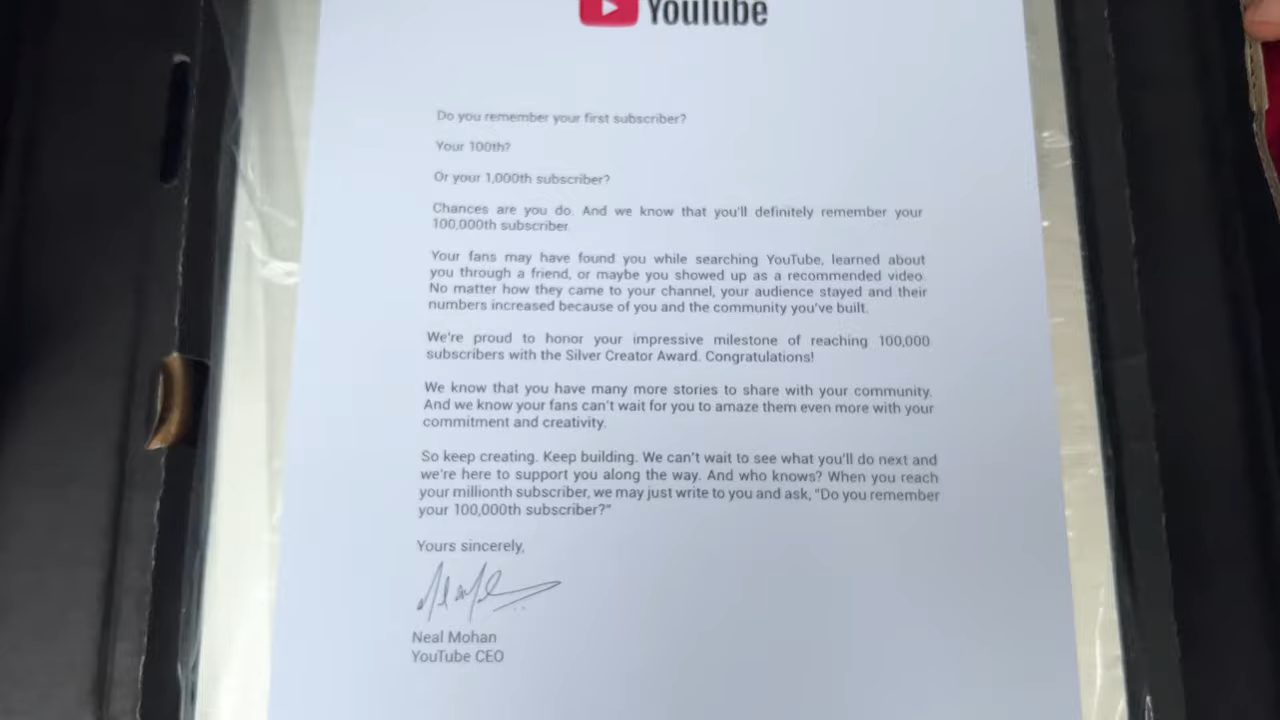 YouTube
Do you remember your first subscriber?
Your 100th?
Or your 1,000th subscriber?
Chances are you do. And we know that you'll definitely remember your
100,000th subscriber.
Your fans may have found you while searching YouTube, learned about
you through a friend, or maybe you showed up as a recommended video.
No matter how they came to your channel, your audience stayed and their
numbers increased because of you and the community you've built.
We're proud to honor your impressive milestone of reaching 100,000
subscribers with the Silver Creator Award. Congratulations!
We know that you have many more stories to share with your community.
And we know your fans can't wait for you to amaze them even more with your
commitment and creativity.
So keep creating. Keep building. We can't wait to see what you'll do next and
we're here to support you along the way. And who knows? When you reach
your millionth subscriber, we may just write to you and ask, "Do you remember
your 100,000th subscriber?"
Yours sincerely,
Neal Mohan
YouTube CEO